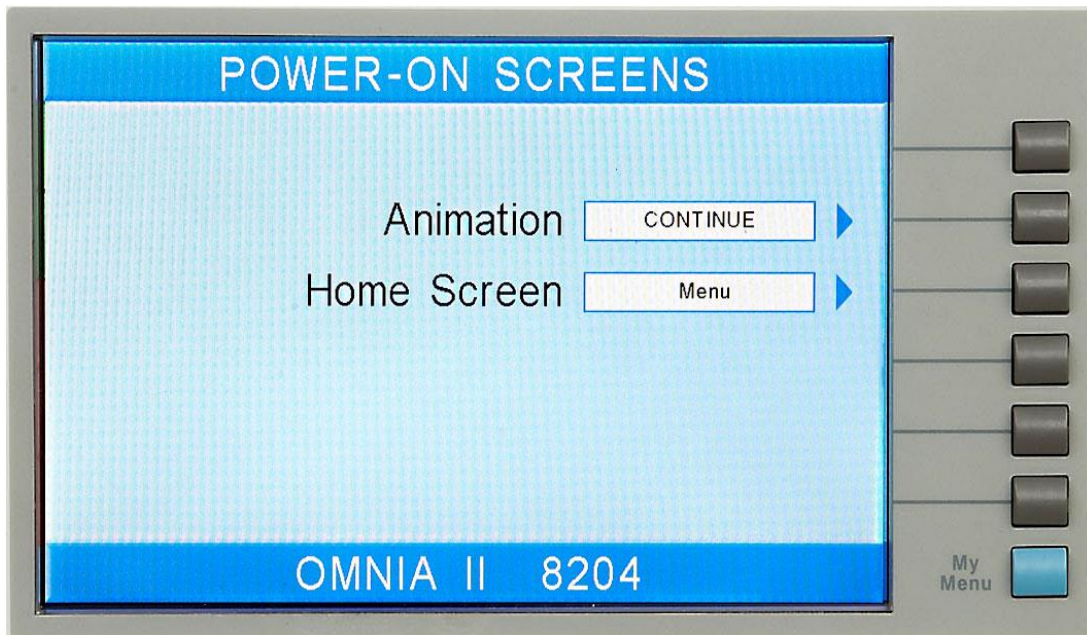 POWER-ON SCREENS
Animation CONTINUE
Home Screen Menu
OMNIA II 8204
My
Menu